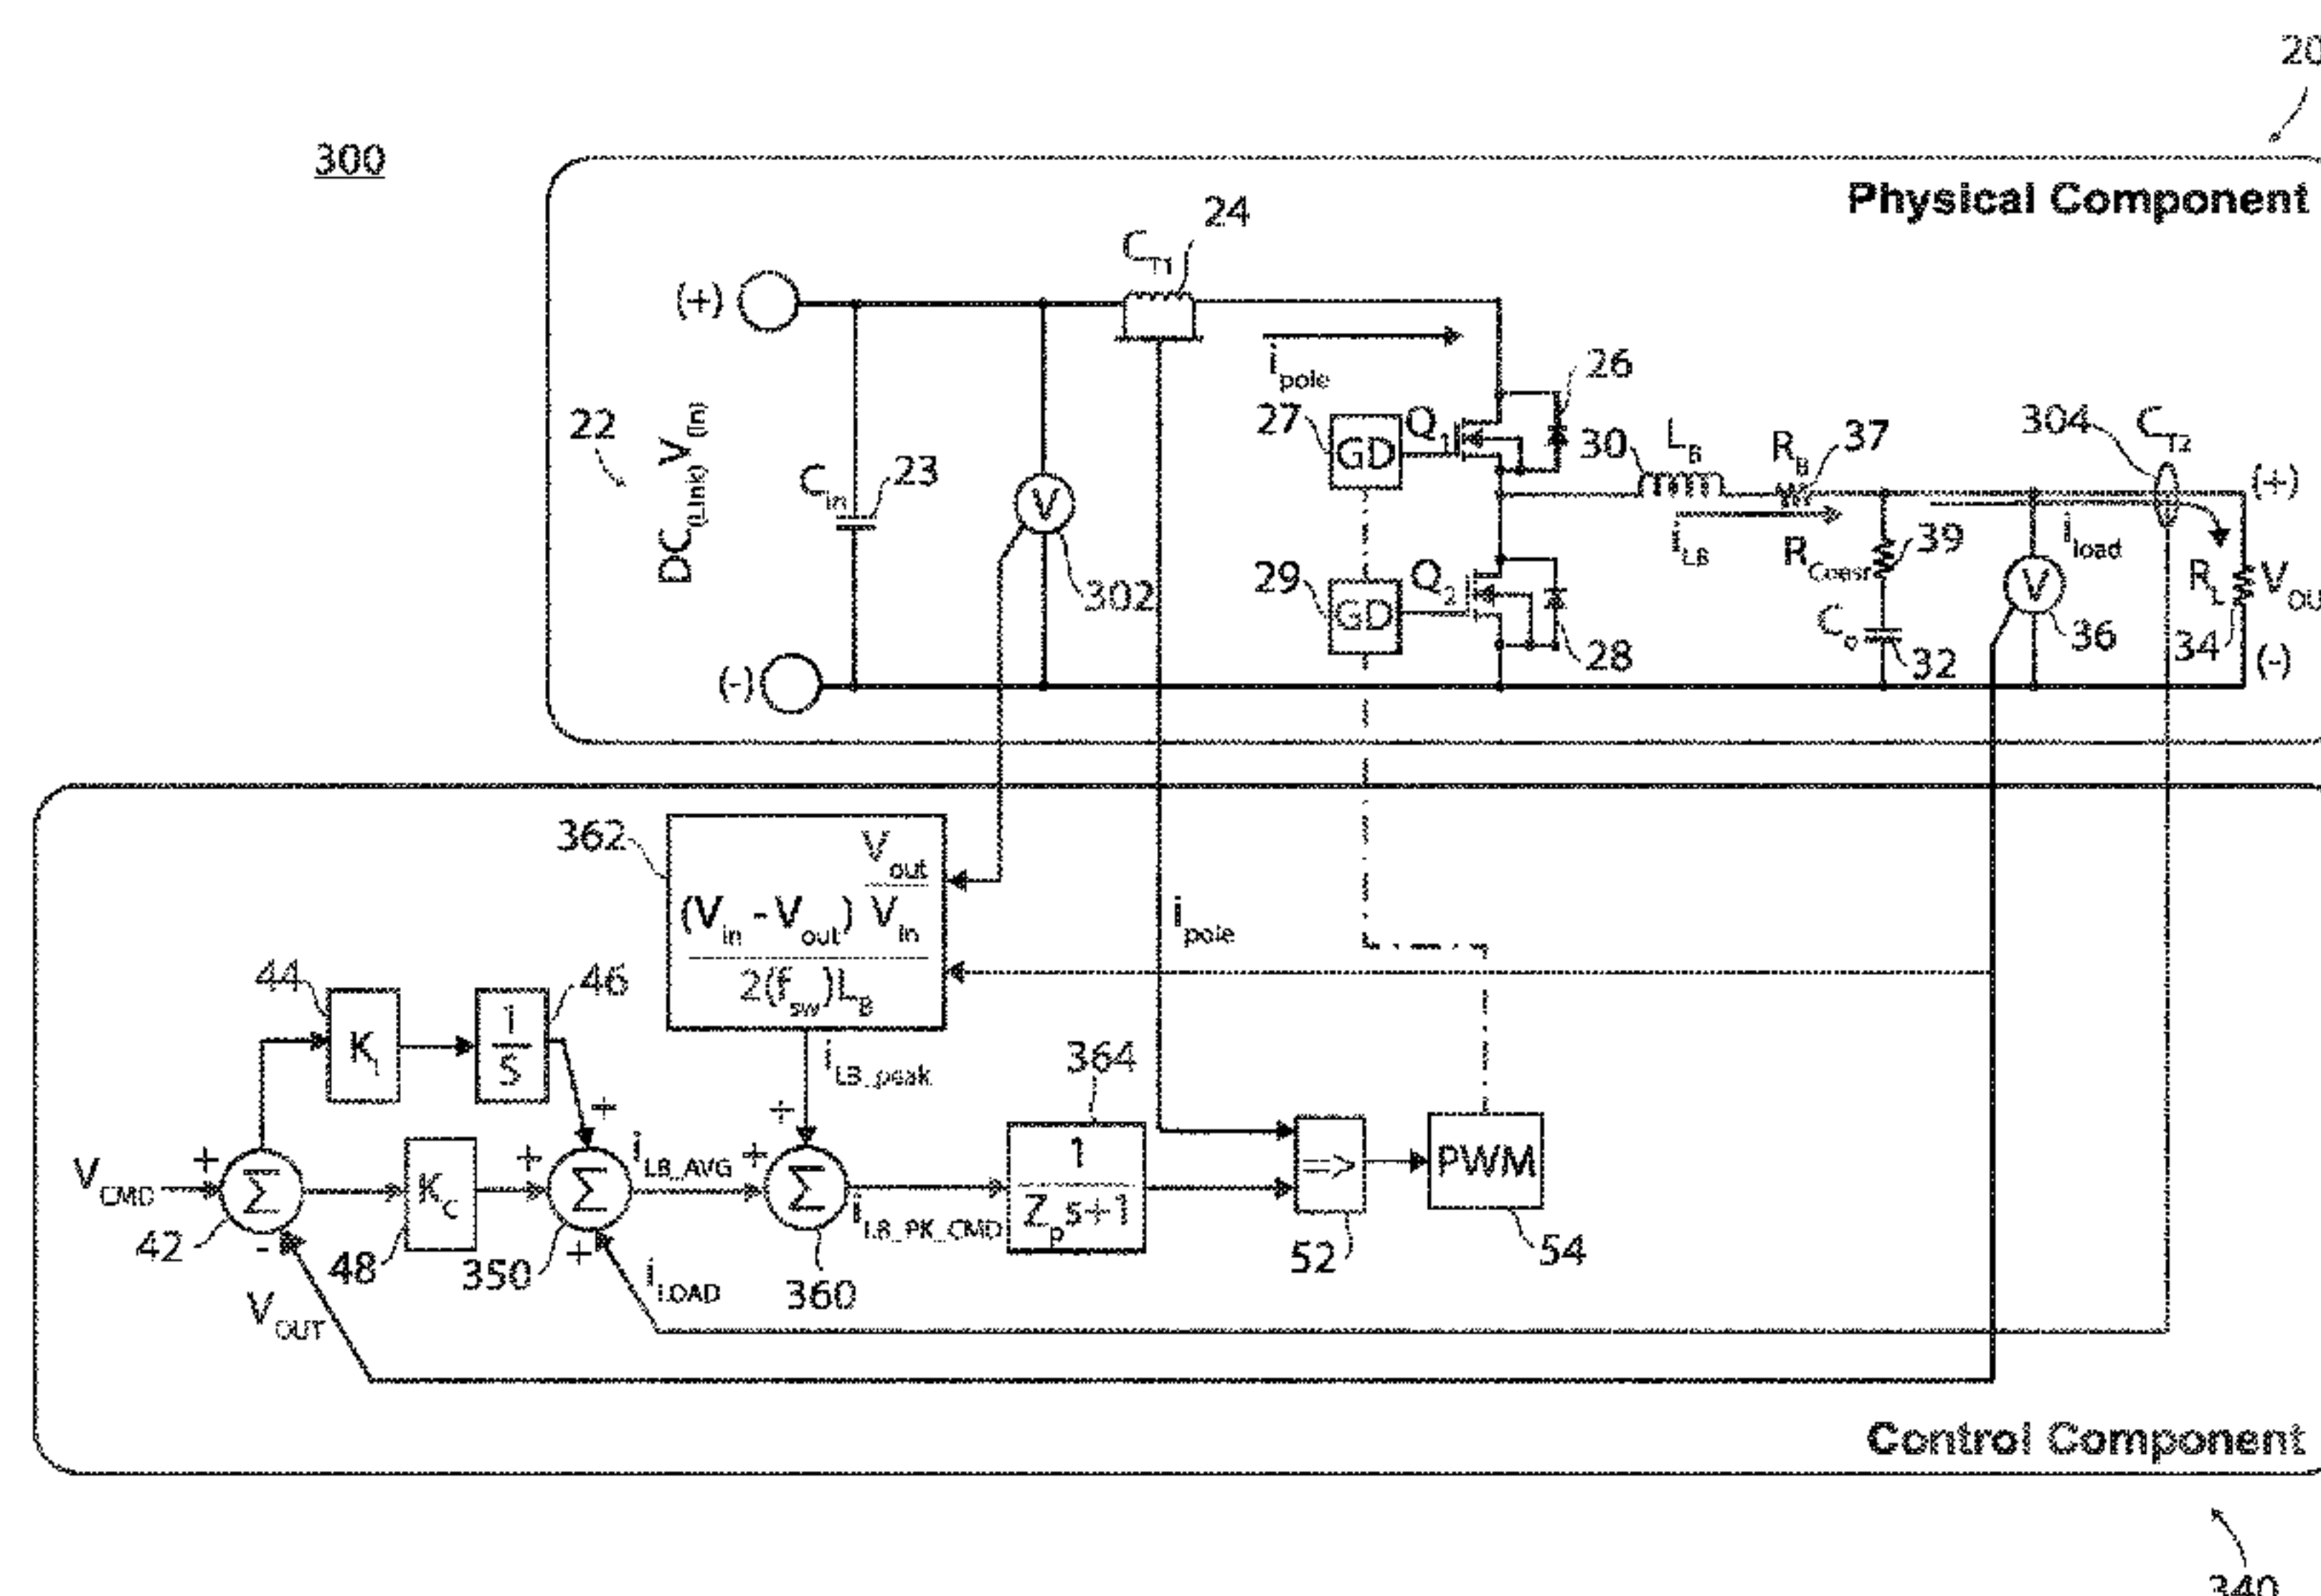 20
300
Physical Component
24
C_T1
(+)
i_pole
26
27
GD
Q_1
30
L_B
R_B
37
304
C_T2
(+)
22
DC_(Link) V_(in)
C_in
23
V
302
29
GD
Q_2
28
i_LB
R_Coesr
39
i_load
C_o
32
V
36
R_L
34
V_OU
(-)
(-)
362
V_out
(V_in - V_out) V_in
2(f_sw)L_B
i_pole
44
K_I
46
1
S
i_LB_peak
364
+
+
V_CMD
+
Σ
-
42
K_C
48
+
Σ
+
350
i_LB_AVG
+
Σ
360
i_LB_PK_CMD
1
Z_p s+1
=>
52
PWM
54
V_OUT
i_LOAD
Control Component
340